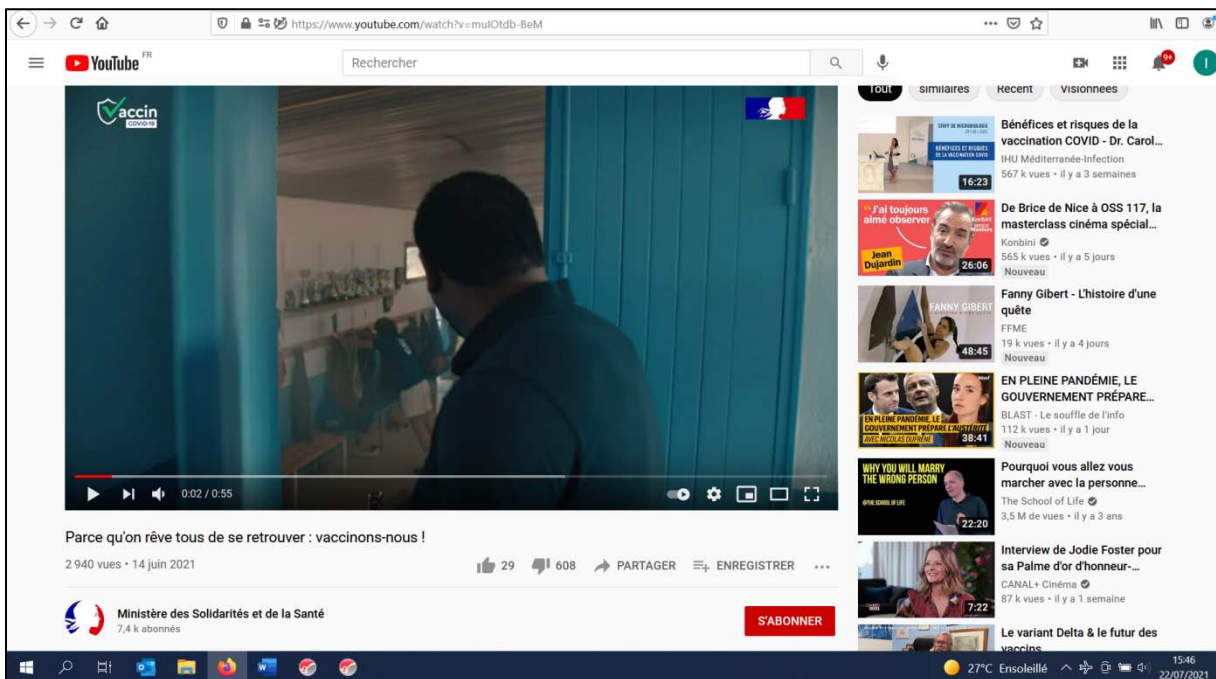 https://www.youtube.com/watch?v=mulOtdb-BeM
YouTube FR
Rechercher
9+
I
Vaccin
COVID-19
0:02 / 0:55
Parce qu'on rêve tous de se retrouver : vaccinons-nous !
2 940 vues • 14 juin 2021
29
608
PARTAGER
ENREGISTRER
Ministère des Solidarités et de la Santé
7,4 k abonnés
S'ABONNER
Tout
similaires
Récent
Visionnées
BÉNÉFICES ET RISQUES
DE LA VACCINATION COVID
16:23
Bénéfices et risques de la
vaccination COVID - Dr. Carol...
IHU Méditerranée-Infection
567 k vues • il y a 3 semaines
"J'ai toujours
aimé observer
Jean
Dujardin
Konbini
26:06
De Brice de Nice à OSS 117, la
masterclass cinéma spécial...
Konbini
565 k vues • il y a 5 jours
Nouveau
FANNY GIBERT
L'HISTOIRE D'UNE QUÊTE
48:45
Fanny Gibert - L'histoire d'une
quête
FFME
19 k vues • il y a 4 jours
Nouveau
EN PLEINE PANDÉMIE, LE
GOUVERNEMENT PRÉPARE L'AUSTÉRITÉ
AVEC NICOLAS DUFRÊNE
38:41
EN PLEINE PANDÉMIE, LE
GOUVERNEMENT PRÉPARE...
BLAST - Le souffle de l'info
112 k vues • il y a 1 jour
Nouveau
WHY YOU WILL MARRY
THE WRONG PERSON
@THE SCHOOL OF LIFE
22:20
Pourquoi vous allez vous
marcher avec la personne...
The School of Life
3,5 M de vues • il y a 3 ans
7:22
Interview de Jodie Foster pour
sa Palme d'or d'honneur-...
CANAL+ Cinéma
87 k vues • il y a 1 semaine
Le variant Delta & le futur des
vaccins
27°C Ensoleillé
15:46
22/07/2021